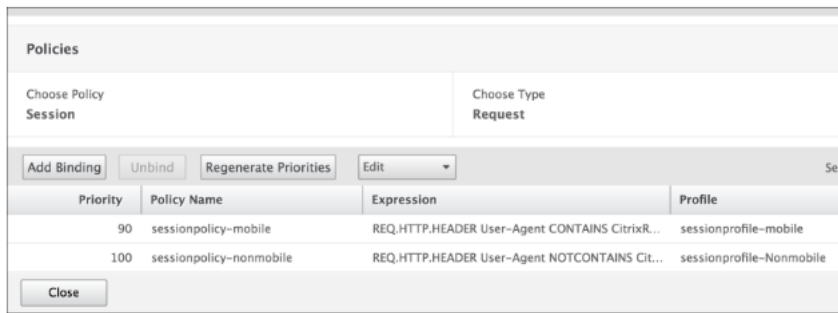 Policies
Choose Policy
Choose Type
Session
Request
Add Binding
Unbind
Regenerate Priorities
Edit
Se
Priority
Policy Name
Expression
Profile
90
sessionpolicy-mobile
REQ.HTTP.HEADER User-Agent CONTAINS CitrixR...
sessionprofile-mobile
100
sessionpolicy-nonmobile
REQ.HTTP.HEADER User-Agent NOTCONTAINS Cit...
sessionprofile-Nonmobile
Close